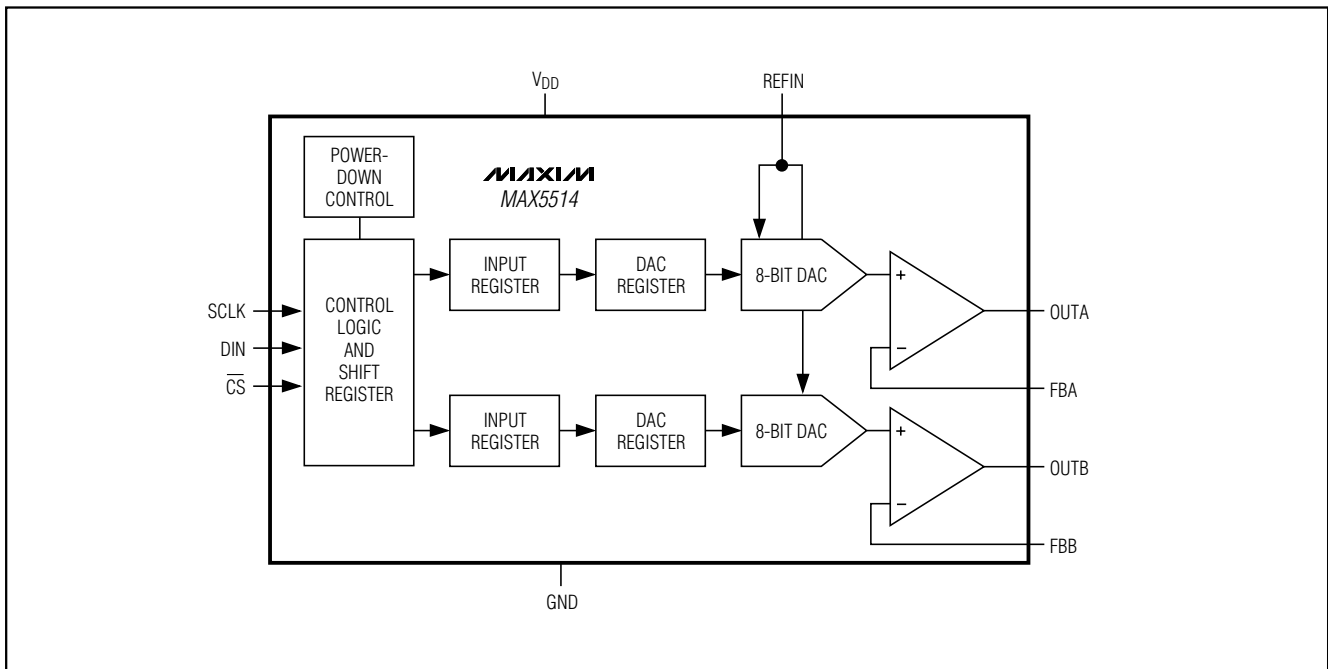 VDD
REFIN
POWER-
DOWN
CONTROL
MAXIM
MAX5514
SCLK
DIN
CS
CONTROL
LOGIC
AND
SHIFT
REGISTER
INPUT
REGISTER
DAC
REGISTER
8-BIT DAC
+
−
OUTA
FBA
INPUT
REGISTER
DAC
REGISTER
8-BIT DAC
+
−
OUTB
FBB
GND